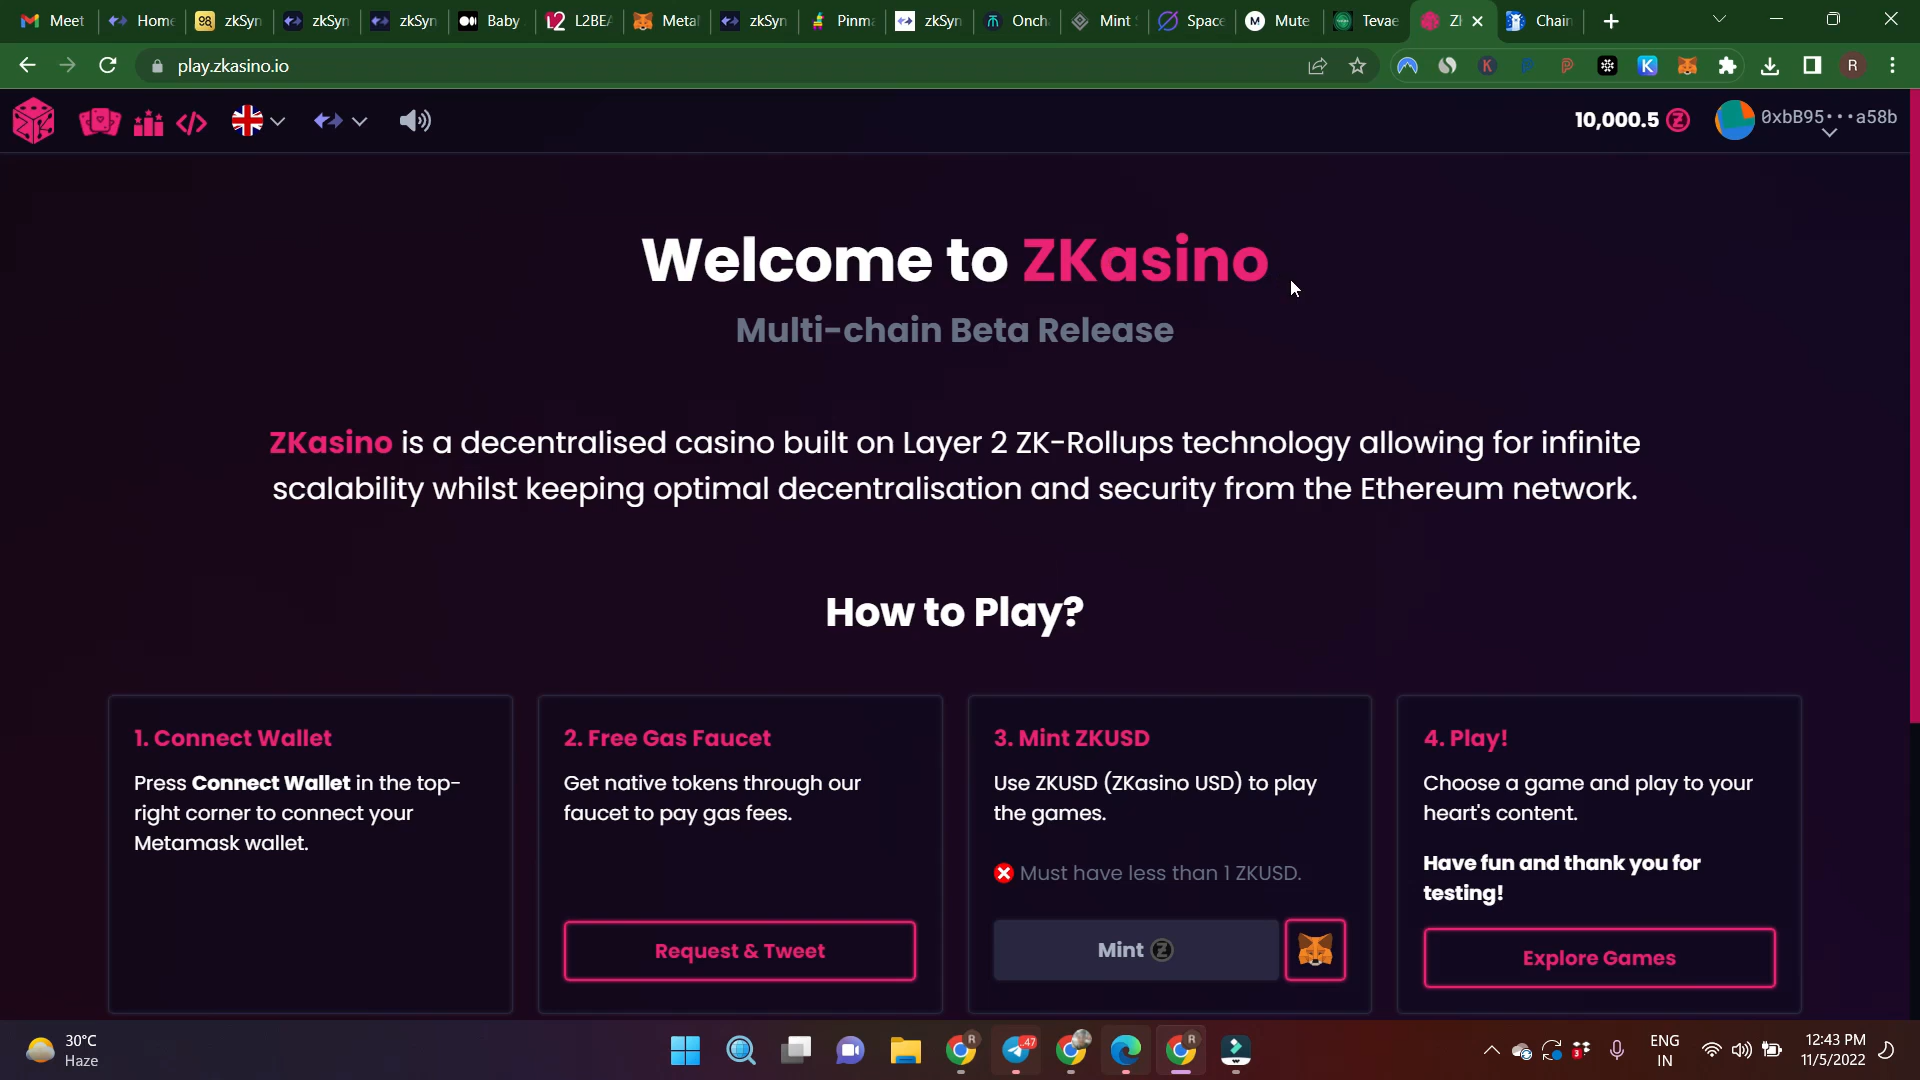 Meet
Home
zkSyn
zkSyn
zkSyn
Baby
L2BEA
Meta
zkSyn
Pinma
zkSyn
Oncha
Mint
Space
Mute
Tevae
ZK
Chain
play.zkasino.io
R
10,000.5
0xbB95•••a58b
Welcome to ZKasino
Multi-chain Beta Release
ZKasino is a decentralised casino built on Layer 2 ZK-Rollups technology allowing for infinite
scalability whilst keeping optimal decentralisation and security from the Ethereum network.
How to Play?
1. Connect Wallet
Press Connect Wallet in the top-
right corner to connect your
Metamask wallet.
2. Free Gas Faucet
Get native tokens through our
faucet to pay gas fees.
Request & Tweet
3. Mint ZKUSD
Use ZKUSD (ZKasino USD) to play
the games.
Must have less than 1 ZKUSD.
Mint
4. Play!
Choose a game and play to your
heart's content.
Have fun and thank you for
testing!
Explore Games
30°C
Haze
47
ENG
IN
12:43 PM
11/5/2022